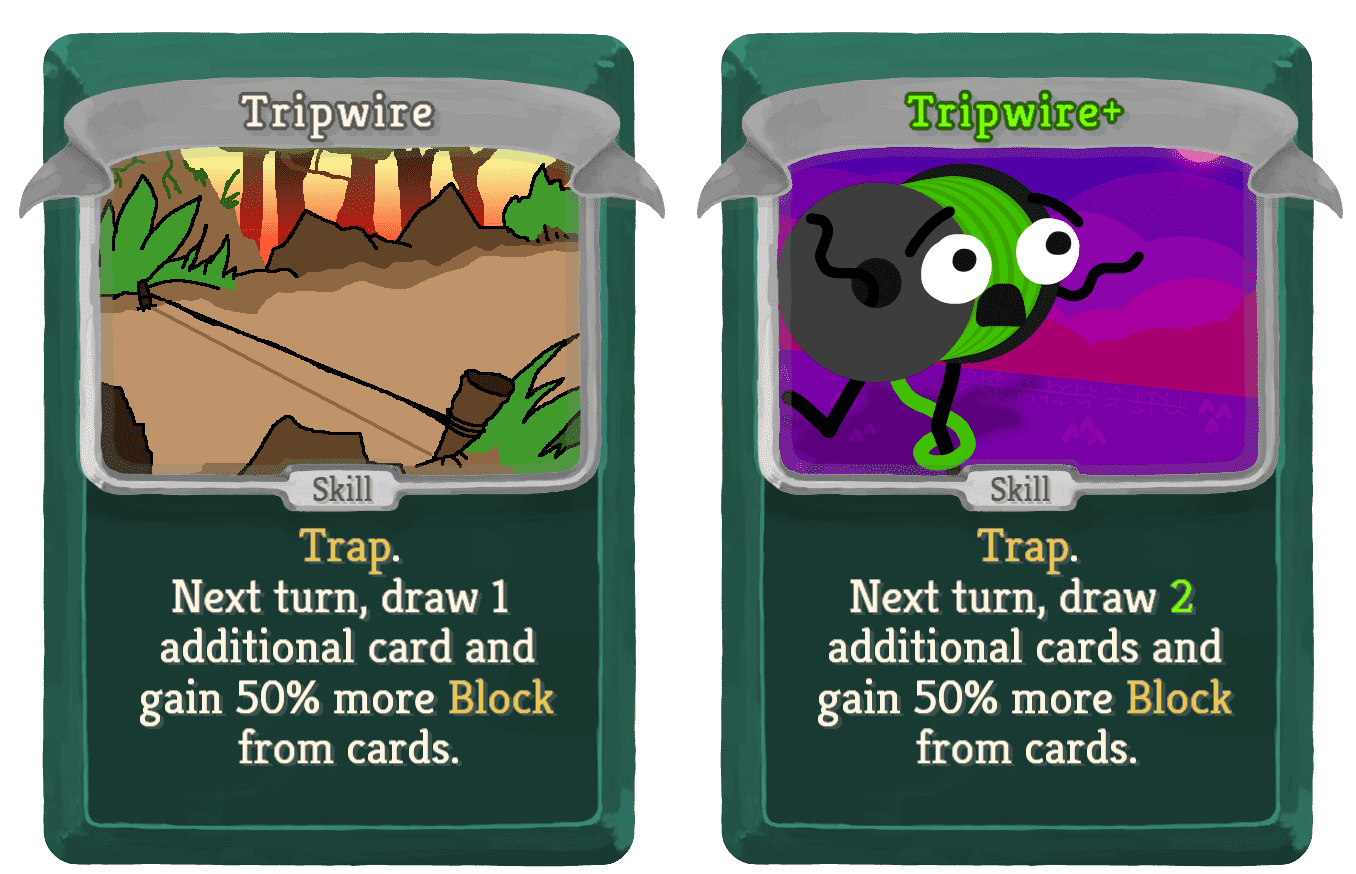 Tripwire
Skill
Trap.
Next turn, draw 1
additional card and
gain 50% more Block
from cards.
Tripwire+
Skill
Trap.
Next turn, draw 2
additional cards and
gain 50% more Block
from cards.